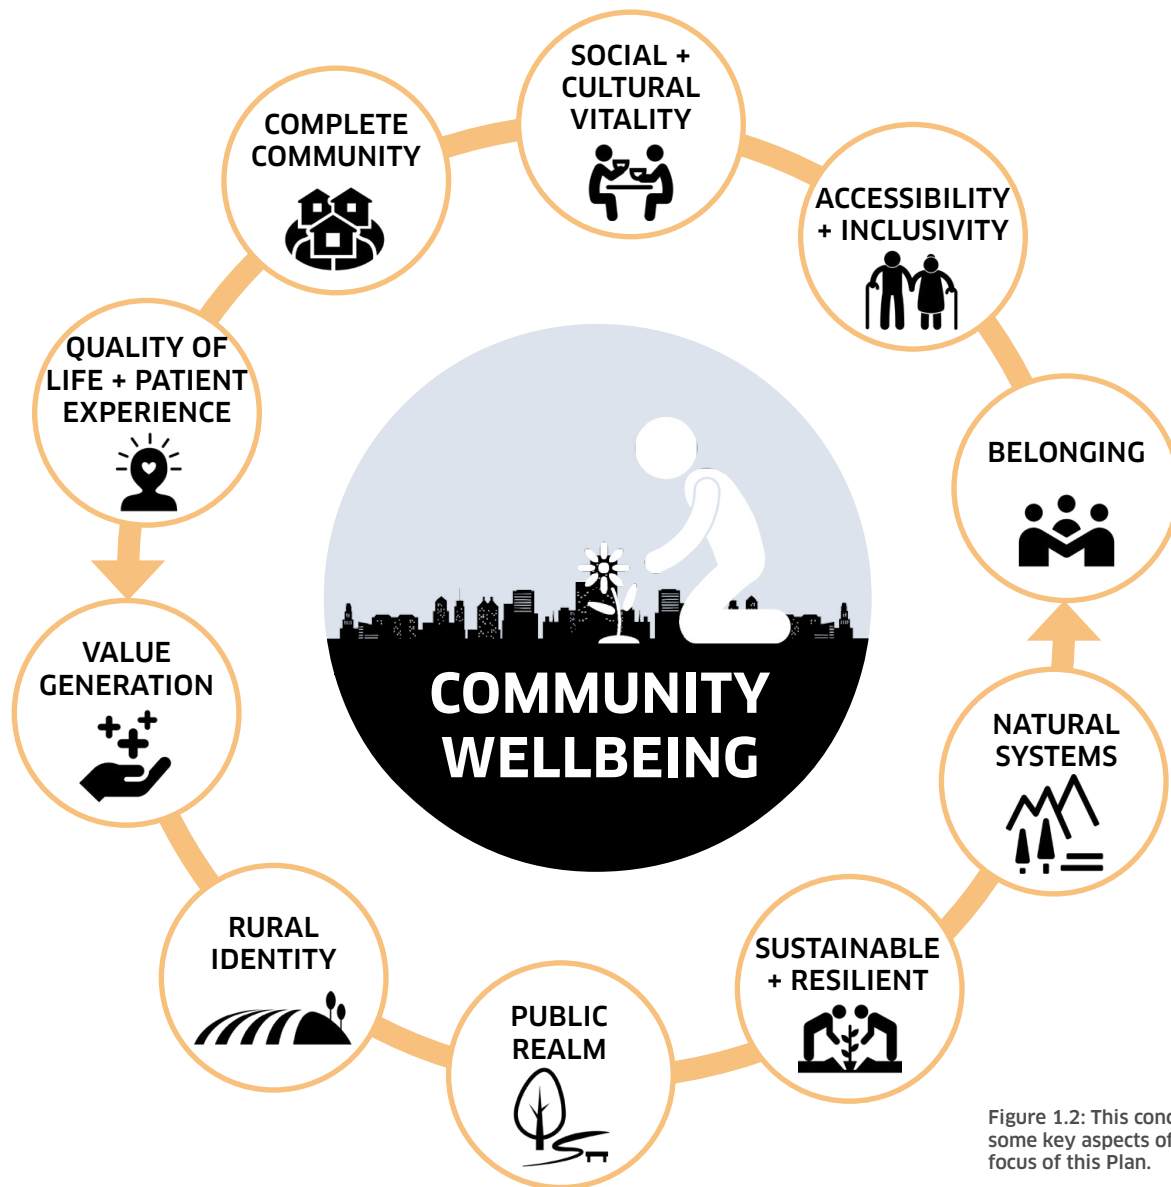 SOCIAL +
CULTURAL
VITALITY
COMPLETE
COMMUNITY
ACCESSIBILITY
+ INCLUSIVITY
QUALITY OF
LIFE + PATIENT
EXPERIENCE
BELONGING
VALUE
GENERATION
COMMUNITY
WELLBEING
NATURAL
SYSTEMS
RURAL
IDENTITY
SUSTAINABLE
+ RESILIENT
PUBLIC
REALM
Figure 1.2: This
some key aspects of
focus of this Plan.